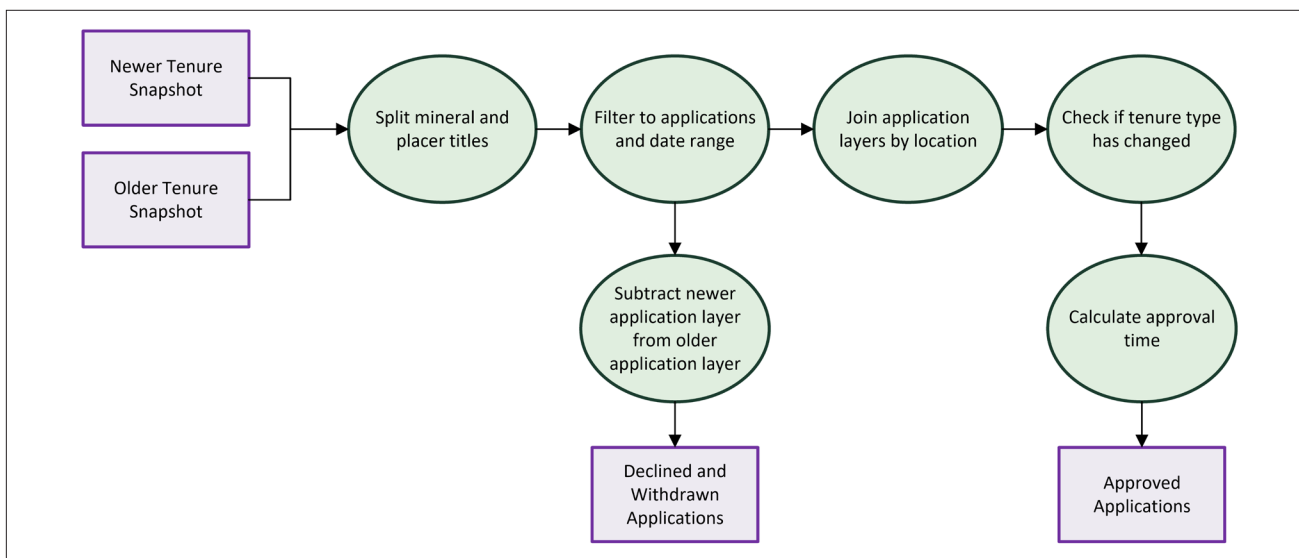 Newer Tenure
Snapshot
Older Tenure
Snapshot
Split mineral and
placer titles
Filter to applications
and date range
Join application
layers by location
Check if tenure type
has changed
Subtract newer
application layer
from older
application layer
Calculate approval
time
Declined and
Withdrawn
Applications
Approved
Applications